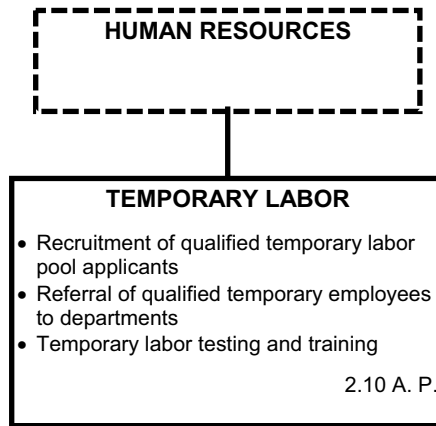 HUMAN RESOURCES
TEMPORARY LABOR
• Recruitment of qualified temporary labor
pool applicants
• Referral of qualified temporary employees
to departments
• Temporary labor testing and training
2.10 A. P.